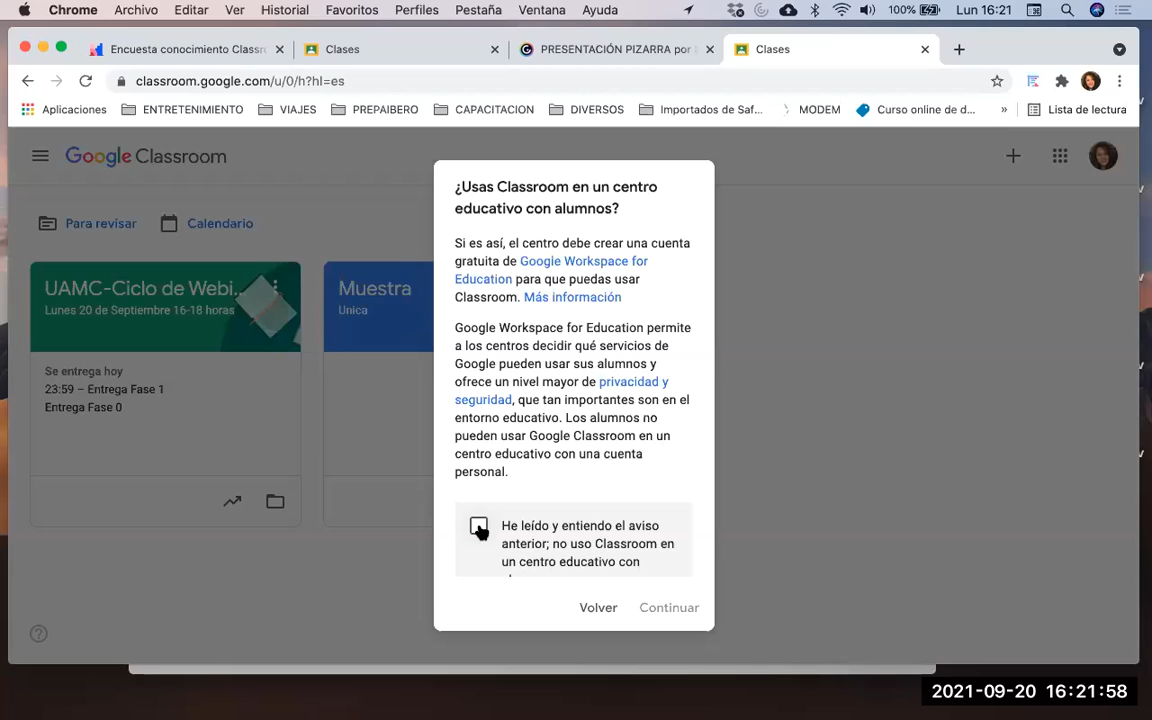 Chrome Archivo Editar Ver Historial Favoritos Perfiles Pestaña Ventana Ayuda 100% Lun 16:21
Encuesta conocimiento Classr Clases PRESENTACIÓN PIZARRA por Clases
classroom.google.com/u/0/h?hl=es
Aplicaciones ENTRETENIMIENTO VIAJES PREPAIBERO CAPACITACION DIVERSOS Importados de Saf... MODEM Curso online de d... » Lista de lectura
Google Classroom
Para revisar Calendario
UAMC-Ciclo de Webi...
Lunes 20 de Septiembre 16-18 horas
Se entrega hoy
23:59 – Entrega Fase 1
Entrega Fase 0
Muestra
Unica
¿Usas Classroom en un centro
educativo con alumnos?
Si es así, el centro debe crear una cuenta
gratuita de Google Workspace for
Education para que puedas usar
Classroom. Más información
Google Workspace for Education permite
a los centros decidir qué servicios de
Google pueden usar sus alumnos y
ofrece un nivel mayor de privacidad y
seguridad, que tan importantes son en el
entorno educativo. Los alumnos no
pueden usar Google Classroom en un
centro educativo con una cuenta
personal.
He leído y entiendo el aviso
anterior; no uso Classroom en
un centro educativo con
Volver Continuar
2021-09-20 16:21:58